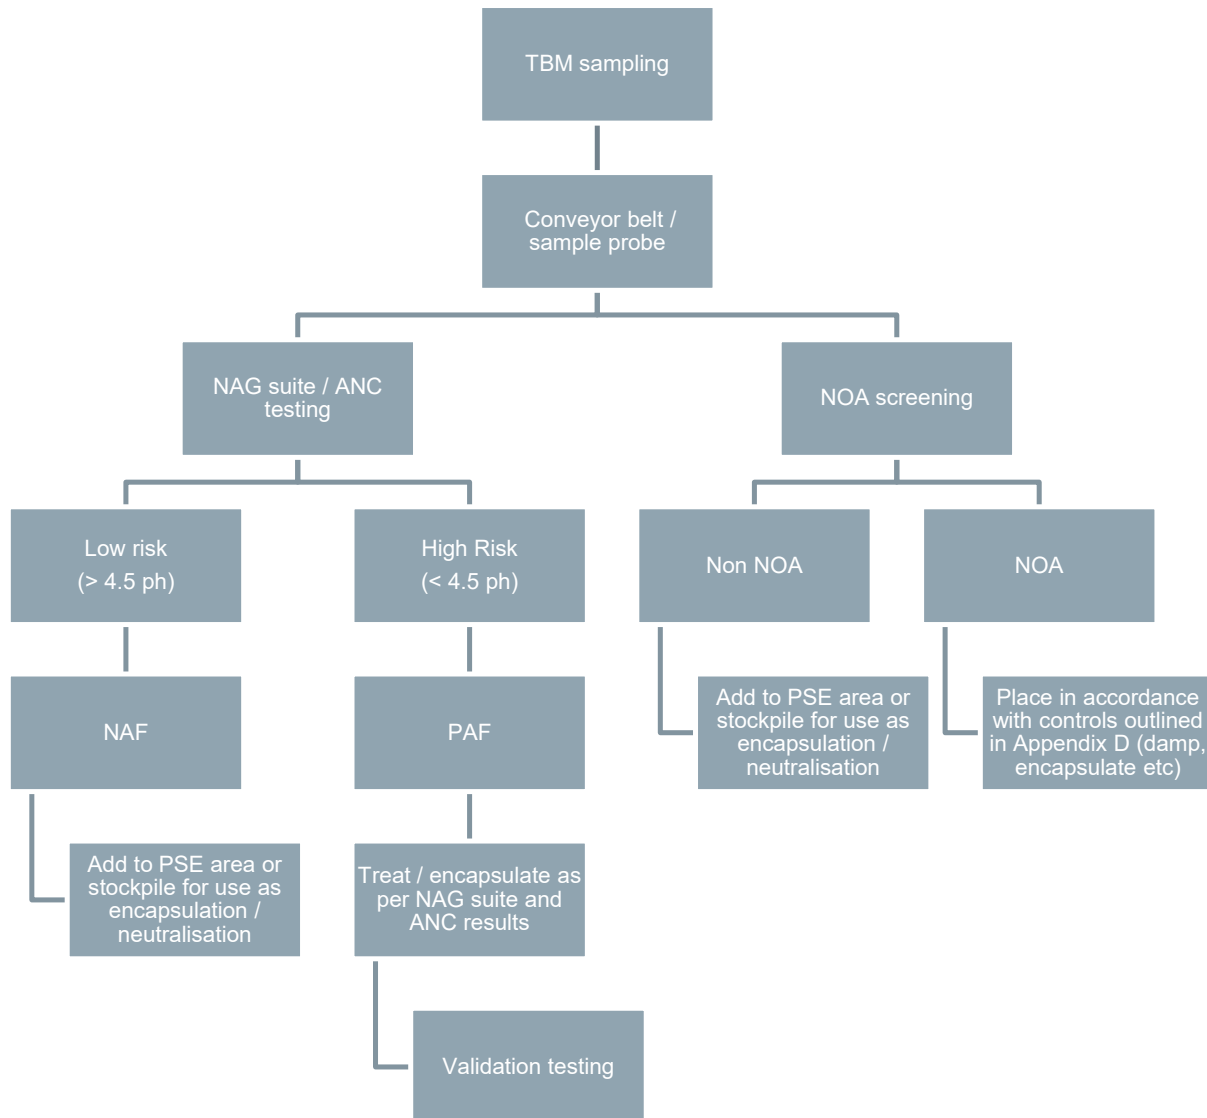 TBM sampling
Conveyor belt /
sample probe
NAG suite / ANC
testing
NOA screening
Low risk
(> 4.5 ph)
High Risk
(< 4.5 ph)
Non NOA
NOA
NAF
PAF
Add to PSE area or
stockpile for use as
encapsulation /
neutralisation
Place in accordance
with controls outlined
in Appendix D (damp,
encapsulate etc)
Add to PSE area or
stockpile for use as
encapsulation /
neutralisation
Treat / encapsulate as
per NAG suite and
ANC results
Validation testing